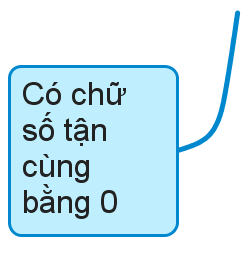 Có chữ
số tận
cùng
bằng 0